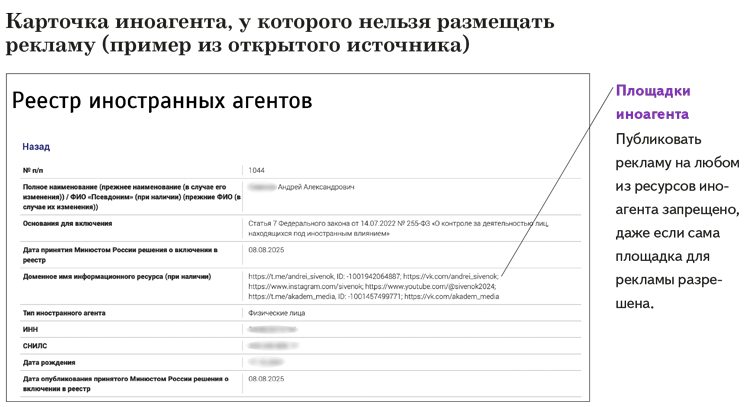 Карточка иноагента, у которого нельзя размещать
рекламу (пример из открытого источника)
Реестр иностранных агентов
Назад
№ п/п 1044
Полное наименование (прежнее наименование (в случае его
изменения)) / ФИО «Псевдоним» (при наличии) (прежние ФИО (в
случае их изменения)) Андрей Александрович
Основания для включения Статья 7 Федерального закона от 14.07.2022 № 255-ФЗ «О контроле за деятельностью лиц,
находящихся под иностранным влиянием»
Дата принятия Минюстом России решения о включении в
реестр 08.08.2025
Доменное имя информационного ресурса (при наличии) https://t.me/andrei_sivenok, ID: -1001942064887; https://vk.com/andrei_sivenok;
https://www.instagram.com/sivenok; https://www.youtube.com/@sivenok2024;
https://t.me/akadem_media, ID: -1001457499771; https://vk.com/akadem_media
Тип иностранного агента Физические лица
ИНН
СНИЛС
Дата рождения
Дата опубликования принятого Минюстом России решения о
включении в реестр 08.08.2025
Площадки
иноагента
Публиковать
рекламу на любом
из ресурсов ино-
агента запрещено,
даже если сама
площадка для
рекламы разре-
шена.